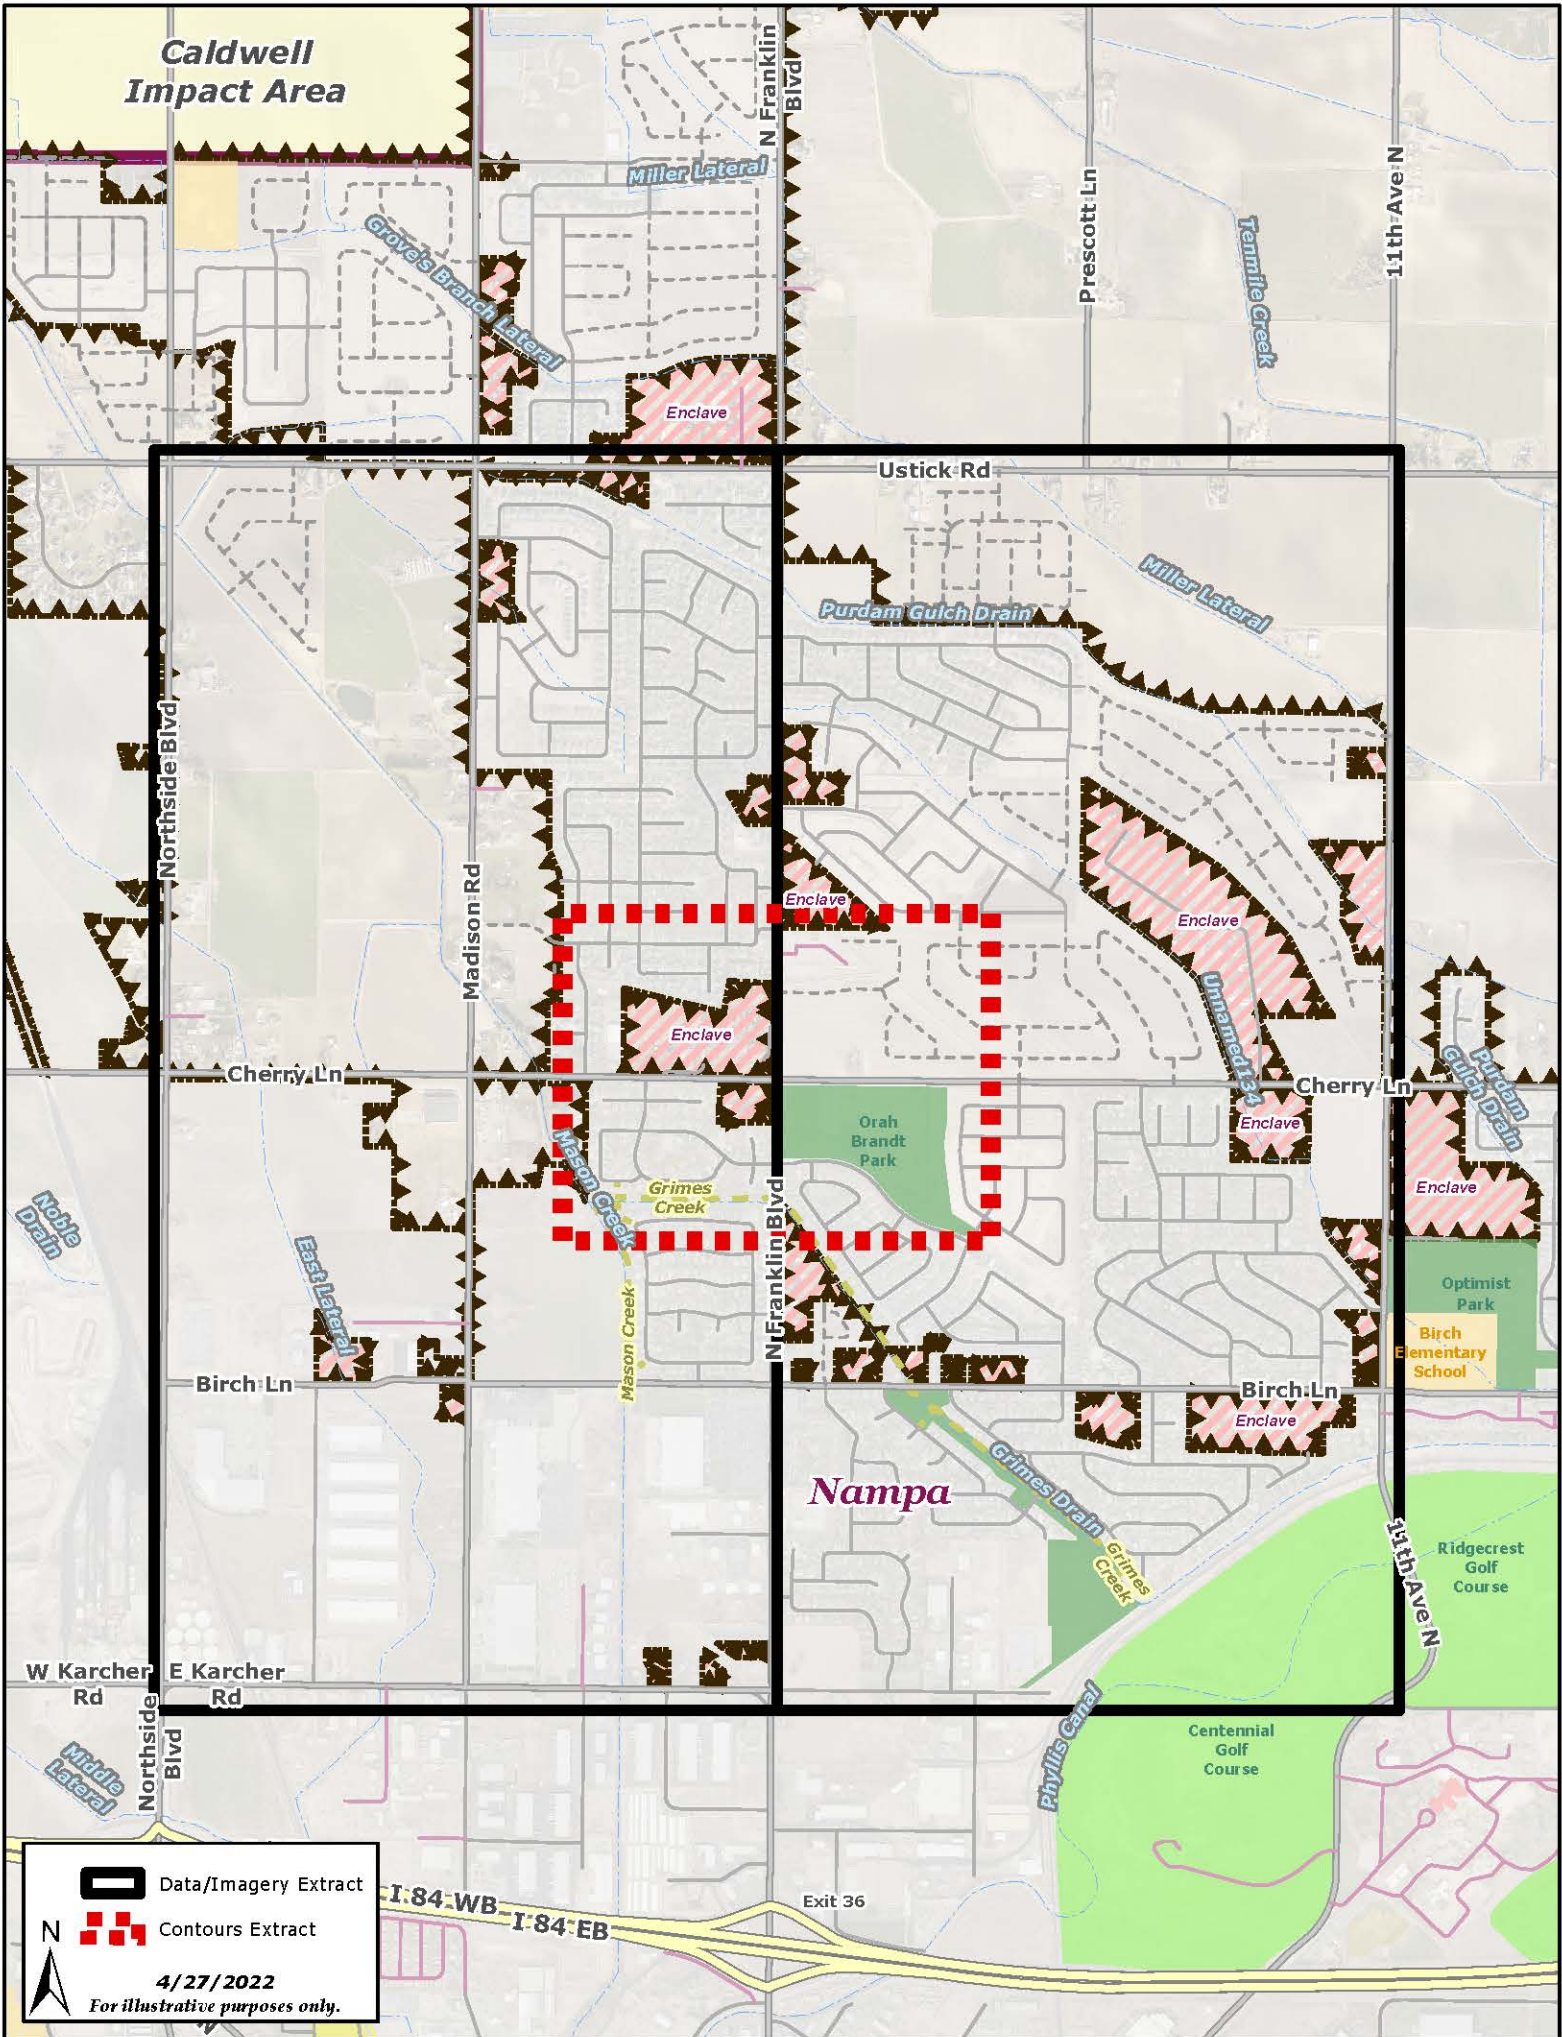 Caldwell
Impact Area
N Franklin
Blvd
Miller Lateral
Grove's Branch Lateral
Prescott Ln
11th Ave N
Tenmile Creek
Enclave
Ustick Rd
Miller Lateral
Purdam Gulch Drain
Northside Blvd
Madison Rd
Enclave
Enclave
Enclave
Unnamed134
Cherry Ln
Cherry Ln
Purdam
Gulch Drain
Orah
Brandt
Park
Enclave
Mason Creek
Grimes
Creek
Enclave
Noble
Drain
East Lateral
N Franklin Blvd
Mason Creek
Optimist
Park
Birch
Elementary
School
Birch Ln
Birch Ln
Enclave
Nampa
Grimes Drain
Grimes
Creek
11th Ave N
Ridgecrest
Golf
Course
W Karcher
Rd
E Karcher
Rd
Northside
Blvd
Middle
Lateral
Phyllis Canal
Centennial
Golf
Course
Data/Imagery Extract
Contours Extract
N
4/27/2022
For illustrative purposes only.
I 84 WB
I 84 EB
Exit 36